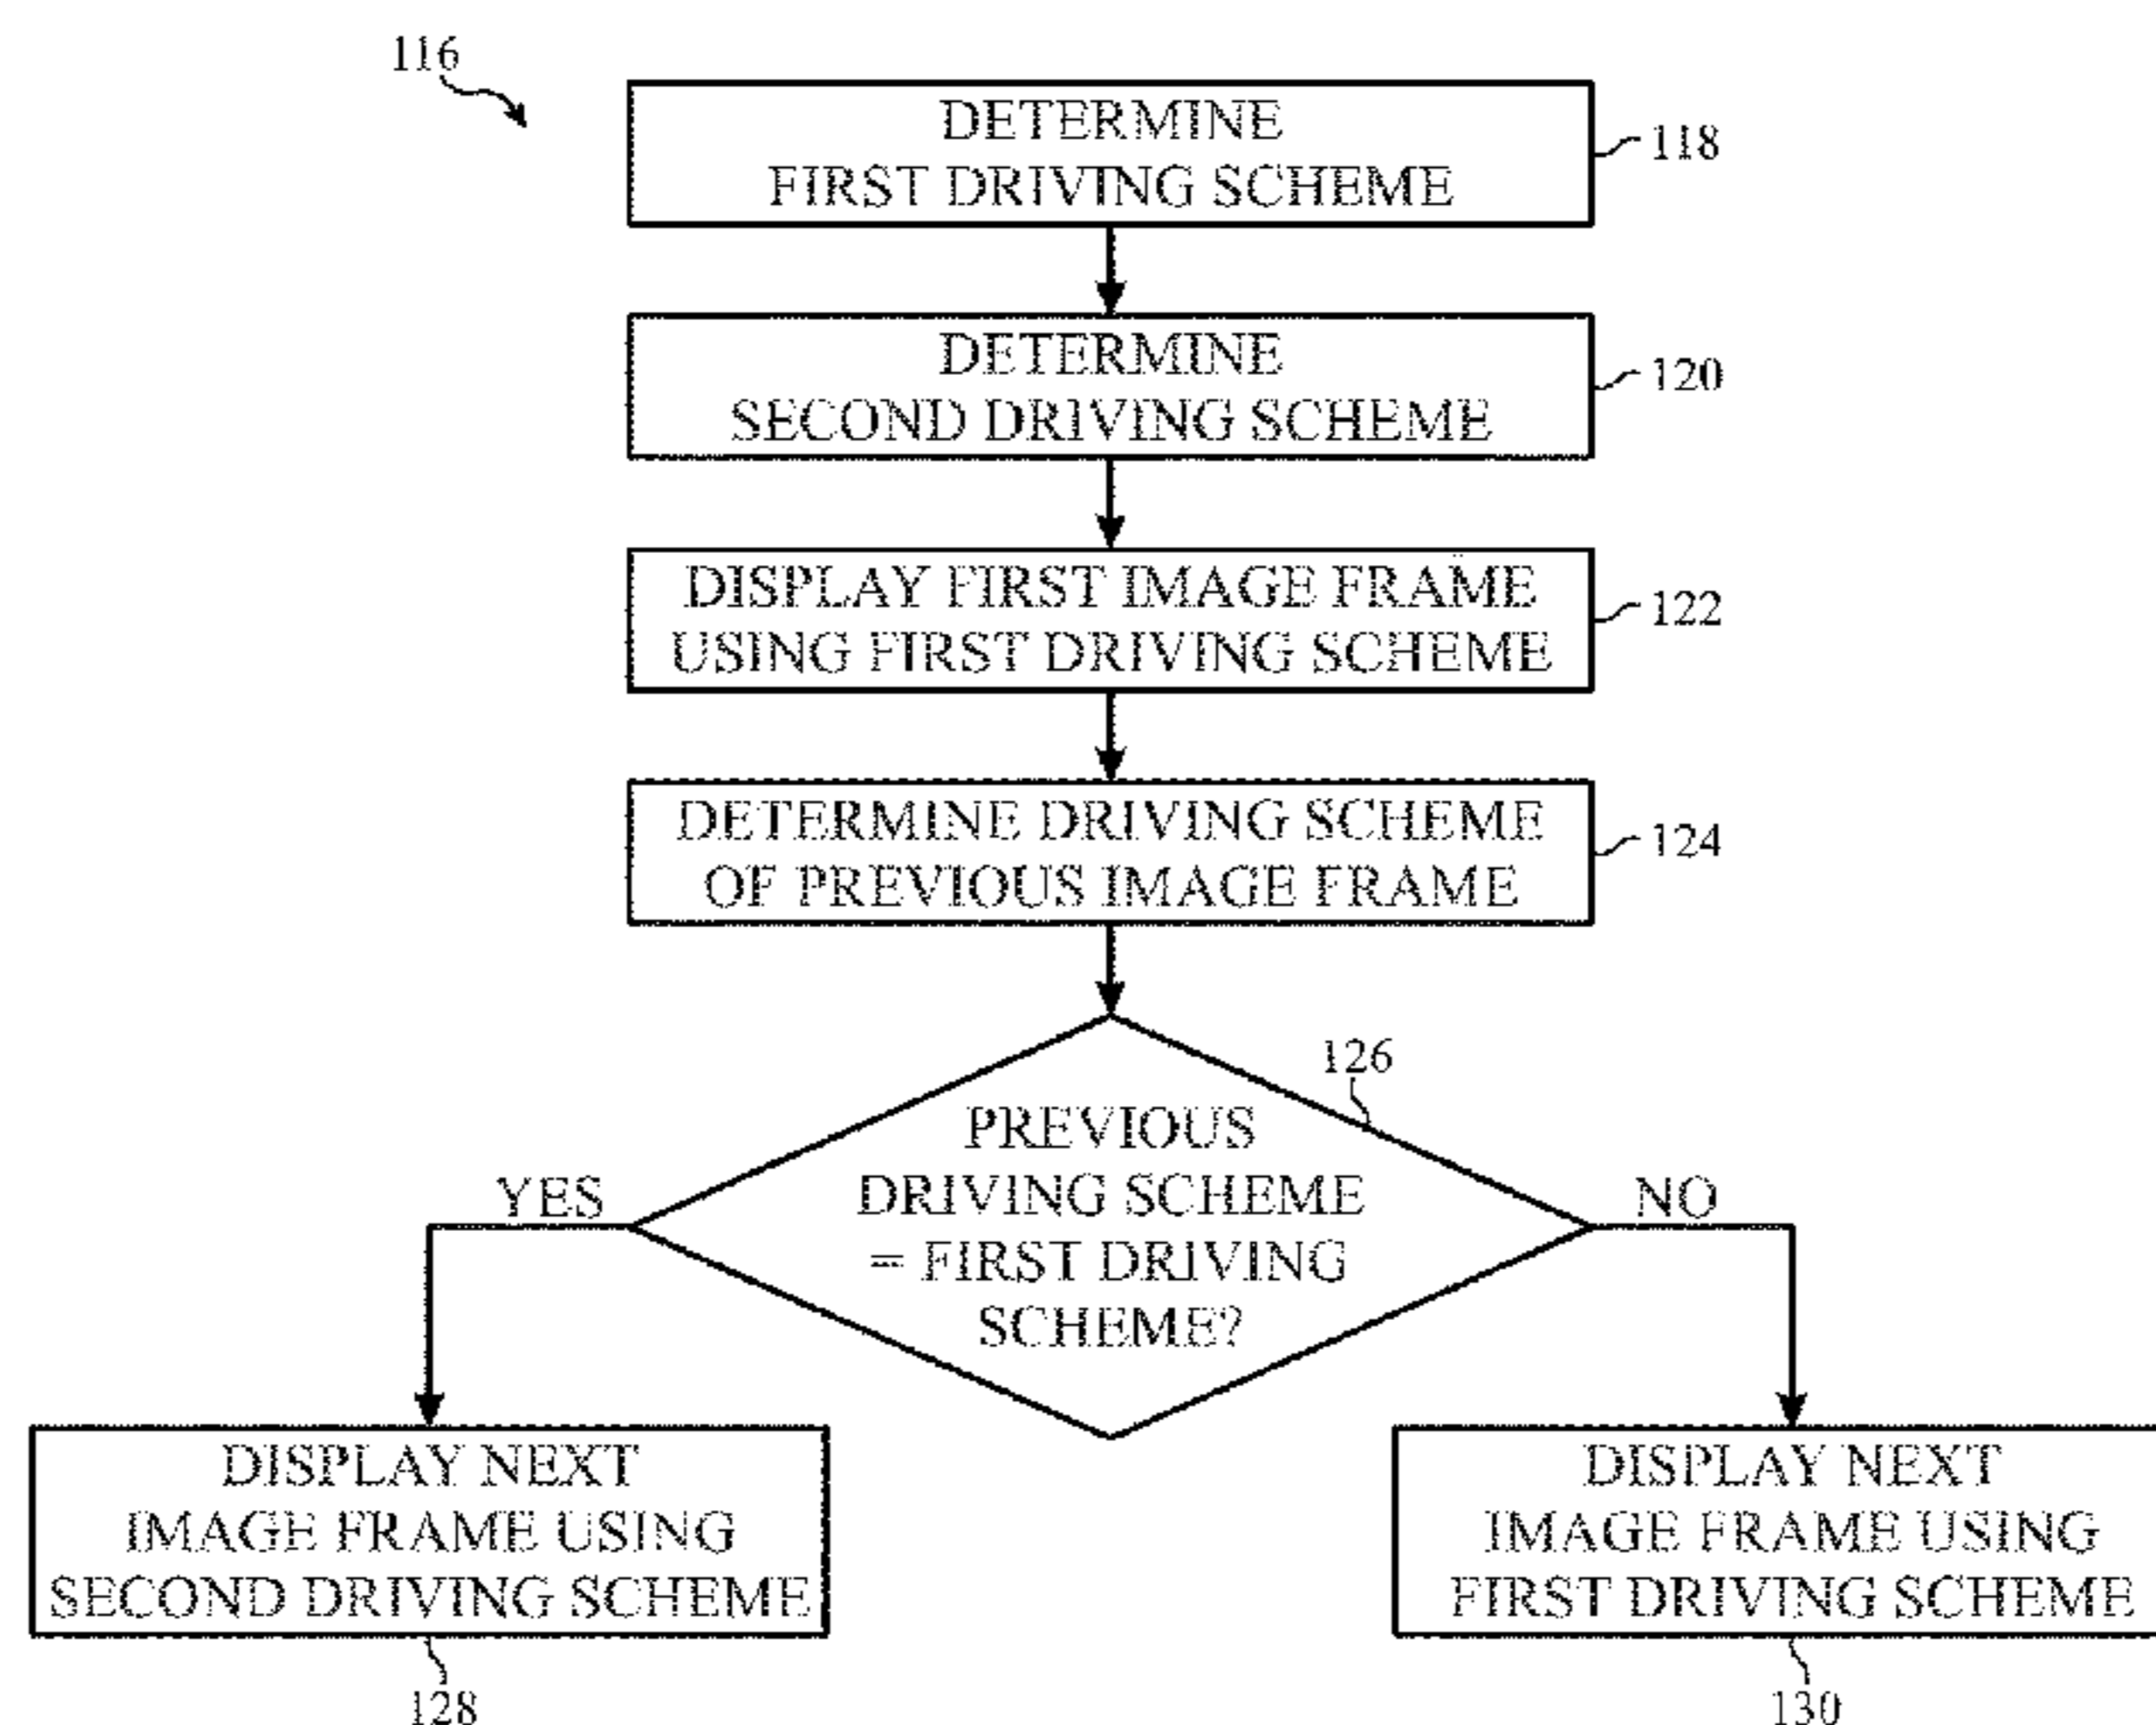 116
DETERMINE
FIRST DRIVING SCHEME
118
DETERMINE
SECOND DRIVING SCHEME
120
DISPLAY FIRST IMAGE FRAME
USING FIRST DRIVING SCHEME
122
DETERMINE DRIVING SCHEME
OF PREVIOUS IMAGE FRAME
124
126
PREVIOUS
DRIVING SCHEME
= FIRST DRIVING
SCHEME?
YES
NO
DISPLAY NEXT
IMAGE FRAME USING
SECOND DRIVING SCHEME
128
DISPLAY NEXT
IMAGE FRAME USING
FIRST DRIVING SCHEME
130